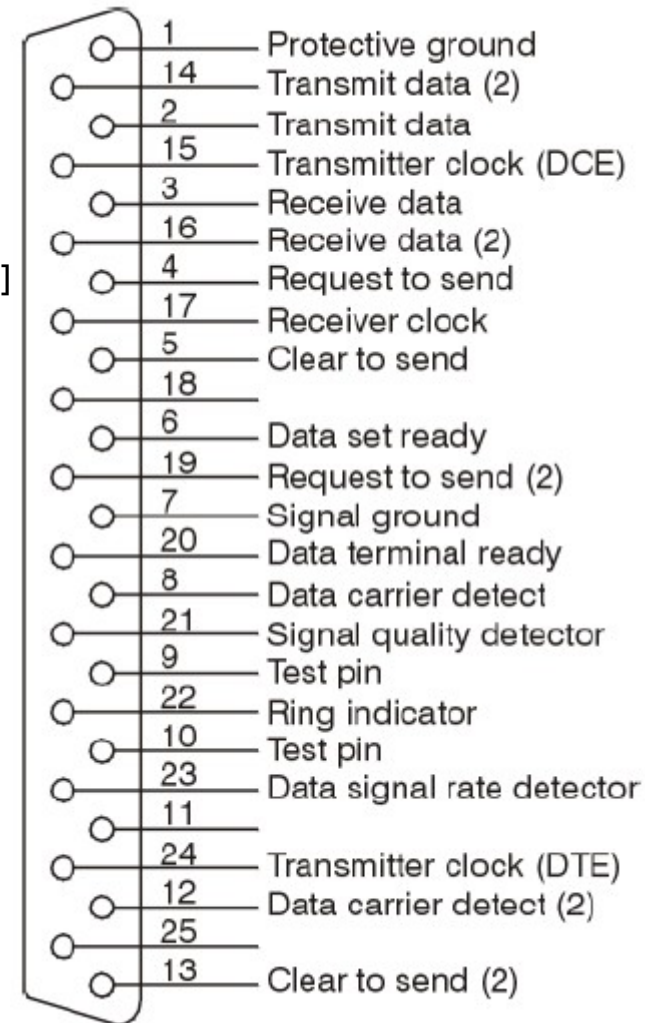 1 Protective ground
14 Transmit data (2)
2 Transmit data
15 Transmitter clock (DCE)
3 Receive data
16 Receive data (2)
]
4 Request to send
17 Receiver clock
5 Clear to send
18
6 Data set ready
19 Request to send (2)
7 Signal ground
20 Data terminal ready
8 Data carrier detect
21 Signal quality detector
9 Test pin
22 Ring indicator
10 Test pin
23 Data signal rate detector
11
24 Transmitter clock (DTE)
12 Data carrier detect (2)
25
13 Clear to send (2)